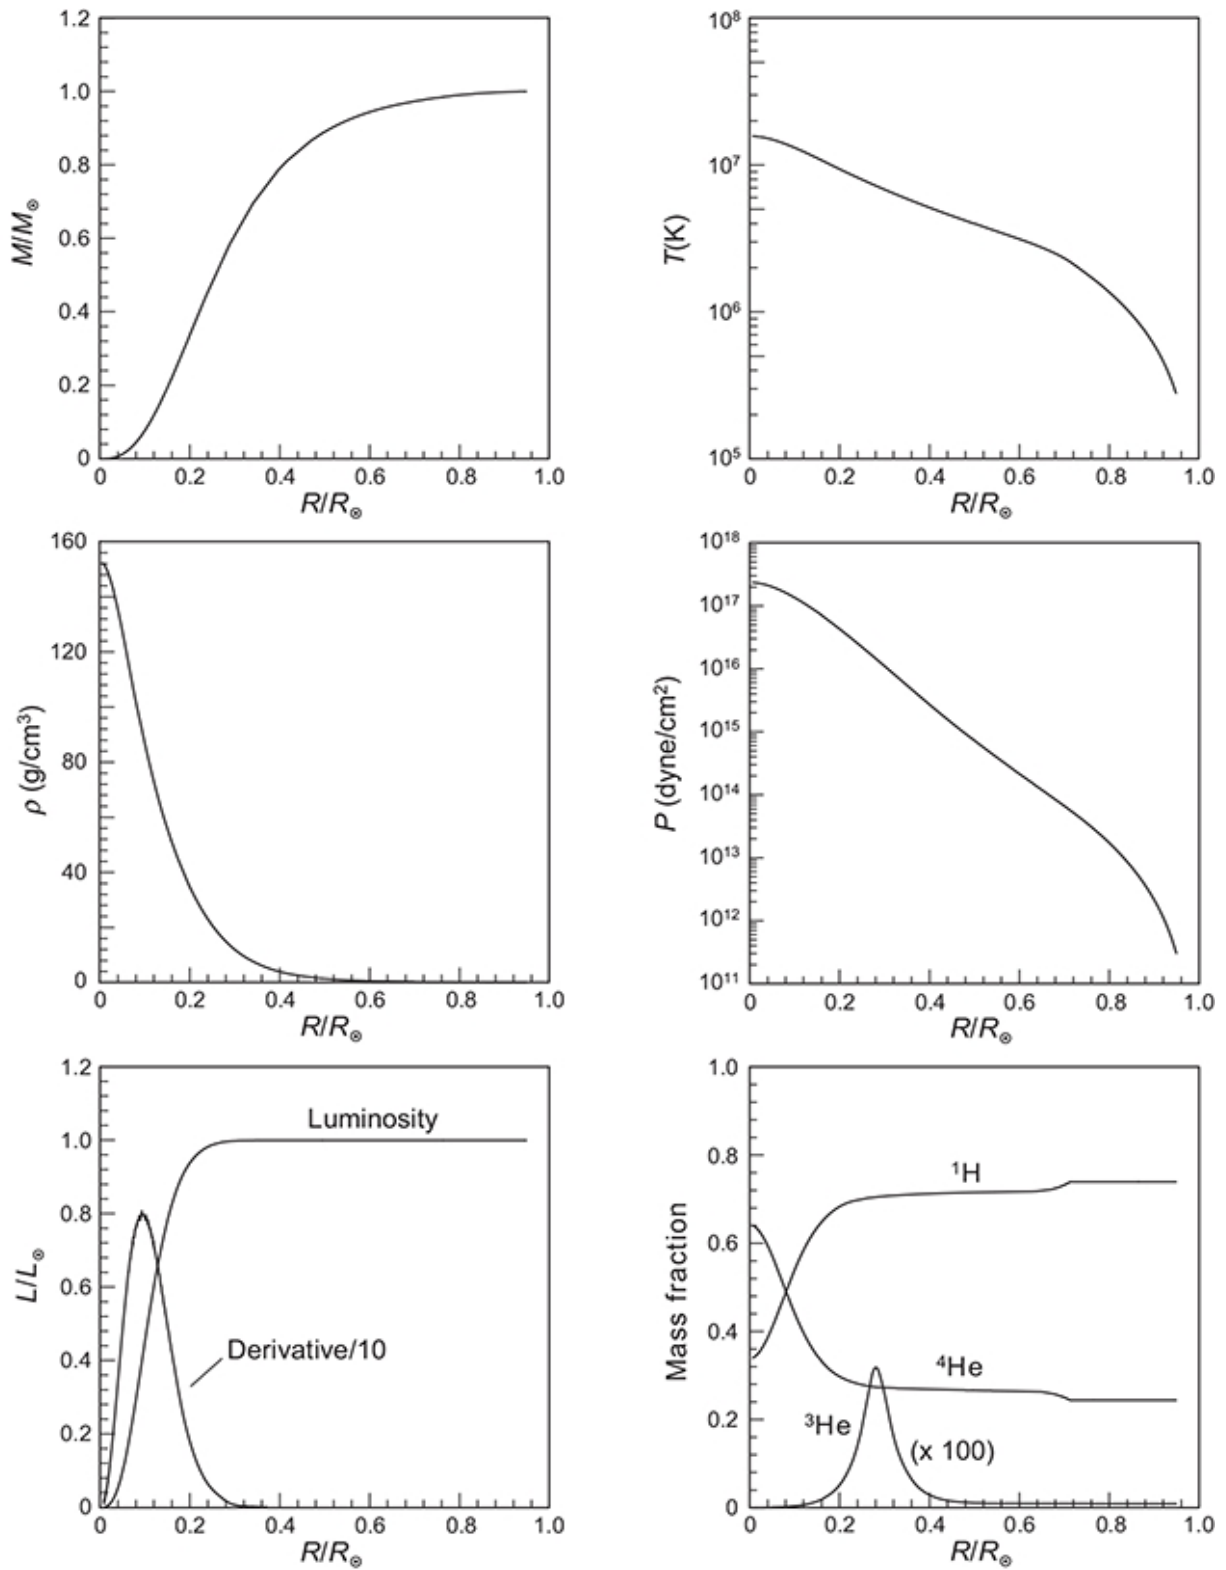 1.2
1.0
0.8
0.6
0.4
0.2
0
M/M☉
0 0.2 0.4 0.6 0.8 1.0
R/R☉
10⁸
10⁷
10⁶
10⁵
T(K)
0 0.2 0.4 0.6 0.8 1.0
R/R☉
160
120
80
40
0
ρ (g/cm³)
0 0.2 0.4 0.6 0.8 1.0
R/R☉
10¹⁸
10¹⁷
10¹⁶
10¹⁵
10¹⁴
10¹³
10¹²
10¹¹
P (dyne/cm²)
0 0.2 0.4 0.6 0.8 1.0
R/R☉
1.2
1.0
0.8
0.6
0.4
0.2
0
L/L☉
Luminosity
Derivative/10
0 0.2 0.4 0.6 0.8 1.0
R/R☉
1.0
0.8
0.6
0.4
0.2
0
Mass fraction
¹H
⁴He
³He
(x 100)
0 0.2 0.4 0.6 0.8 1.0
R/R☉